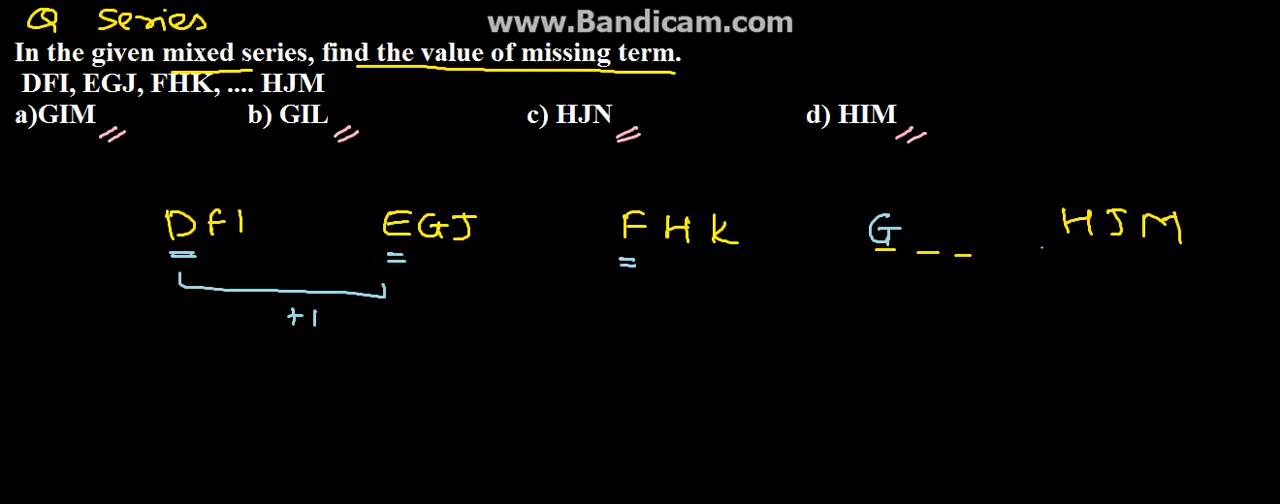 Q Series
www.Bandicam.com
In the given mixed series, find the value of missing term.
DFI, EGJ, FHK, .... HJM
a)GIM b) GIL c) HJN d) HIM
DfI EGJ FHK G _ _ HJM
+1